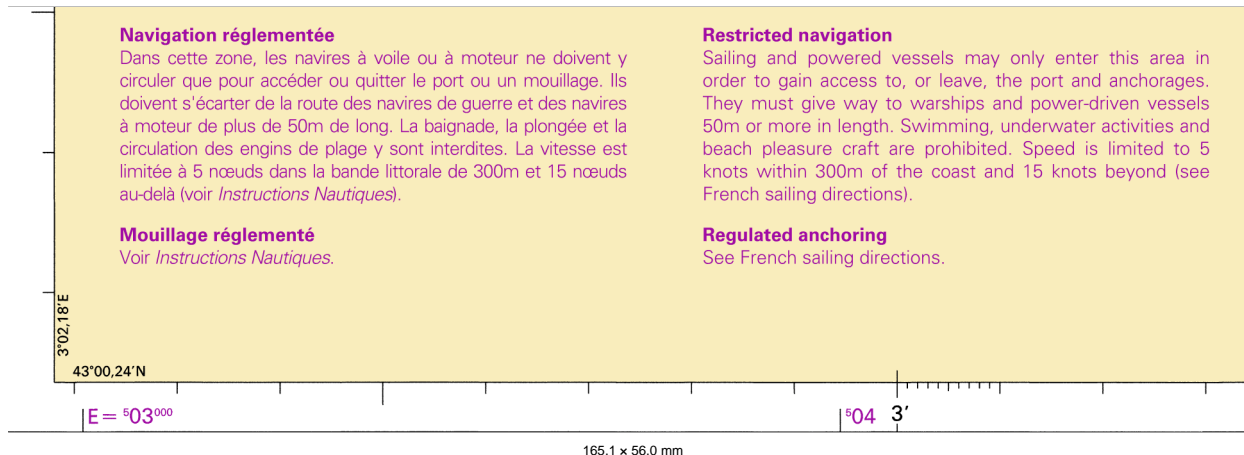 Navigation réglementée
Dans cette zone, les navires à voile ou à moteur ne doivent y
circuler que pour accéder ou quitter le port ou un mouillage. Ils
doivent s'écarter de la route des navires de guerre et des navires
à moteur de plus de 50m de long. La baignade, la plongée et la
circulation des engins de plage y sont interdites. La vitesse est
limitée à 5 nœuds dans la bande littorale de 300m et 15 nœuds
au-delà (voir Instructions Nautiques).
Mouillage réglementé
Voir Instructions Nautiques.
Restricted navigation
Sailing and powered vessels may only enter this area in
order to gain access to, or leave, the port and anchorages.
They must give way to warships and power-driven vessels
50m or more in length. Swimming, underwater activities and
beach pleasure craft are prohibited. Speed is limited to 5
knots within 300m of the coast and 15 knots beyond (see
French sailing directions).
Regulated anchoring
See French sailing directions.
3°02,18'E
43°00,24'N
E = ⁵03⁰⁰⁰
⁵04
3'
165.1 × 56.0 mm